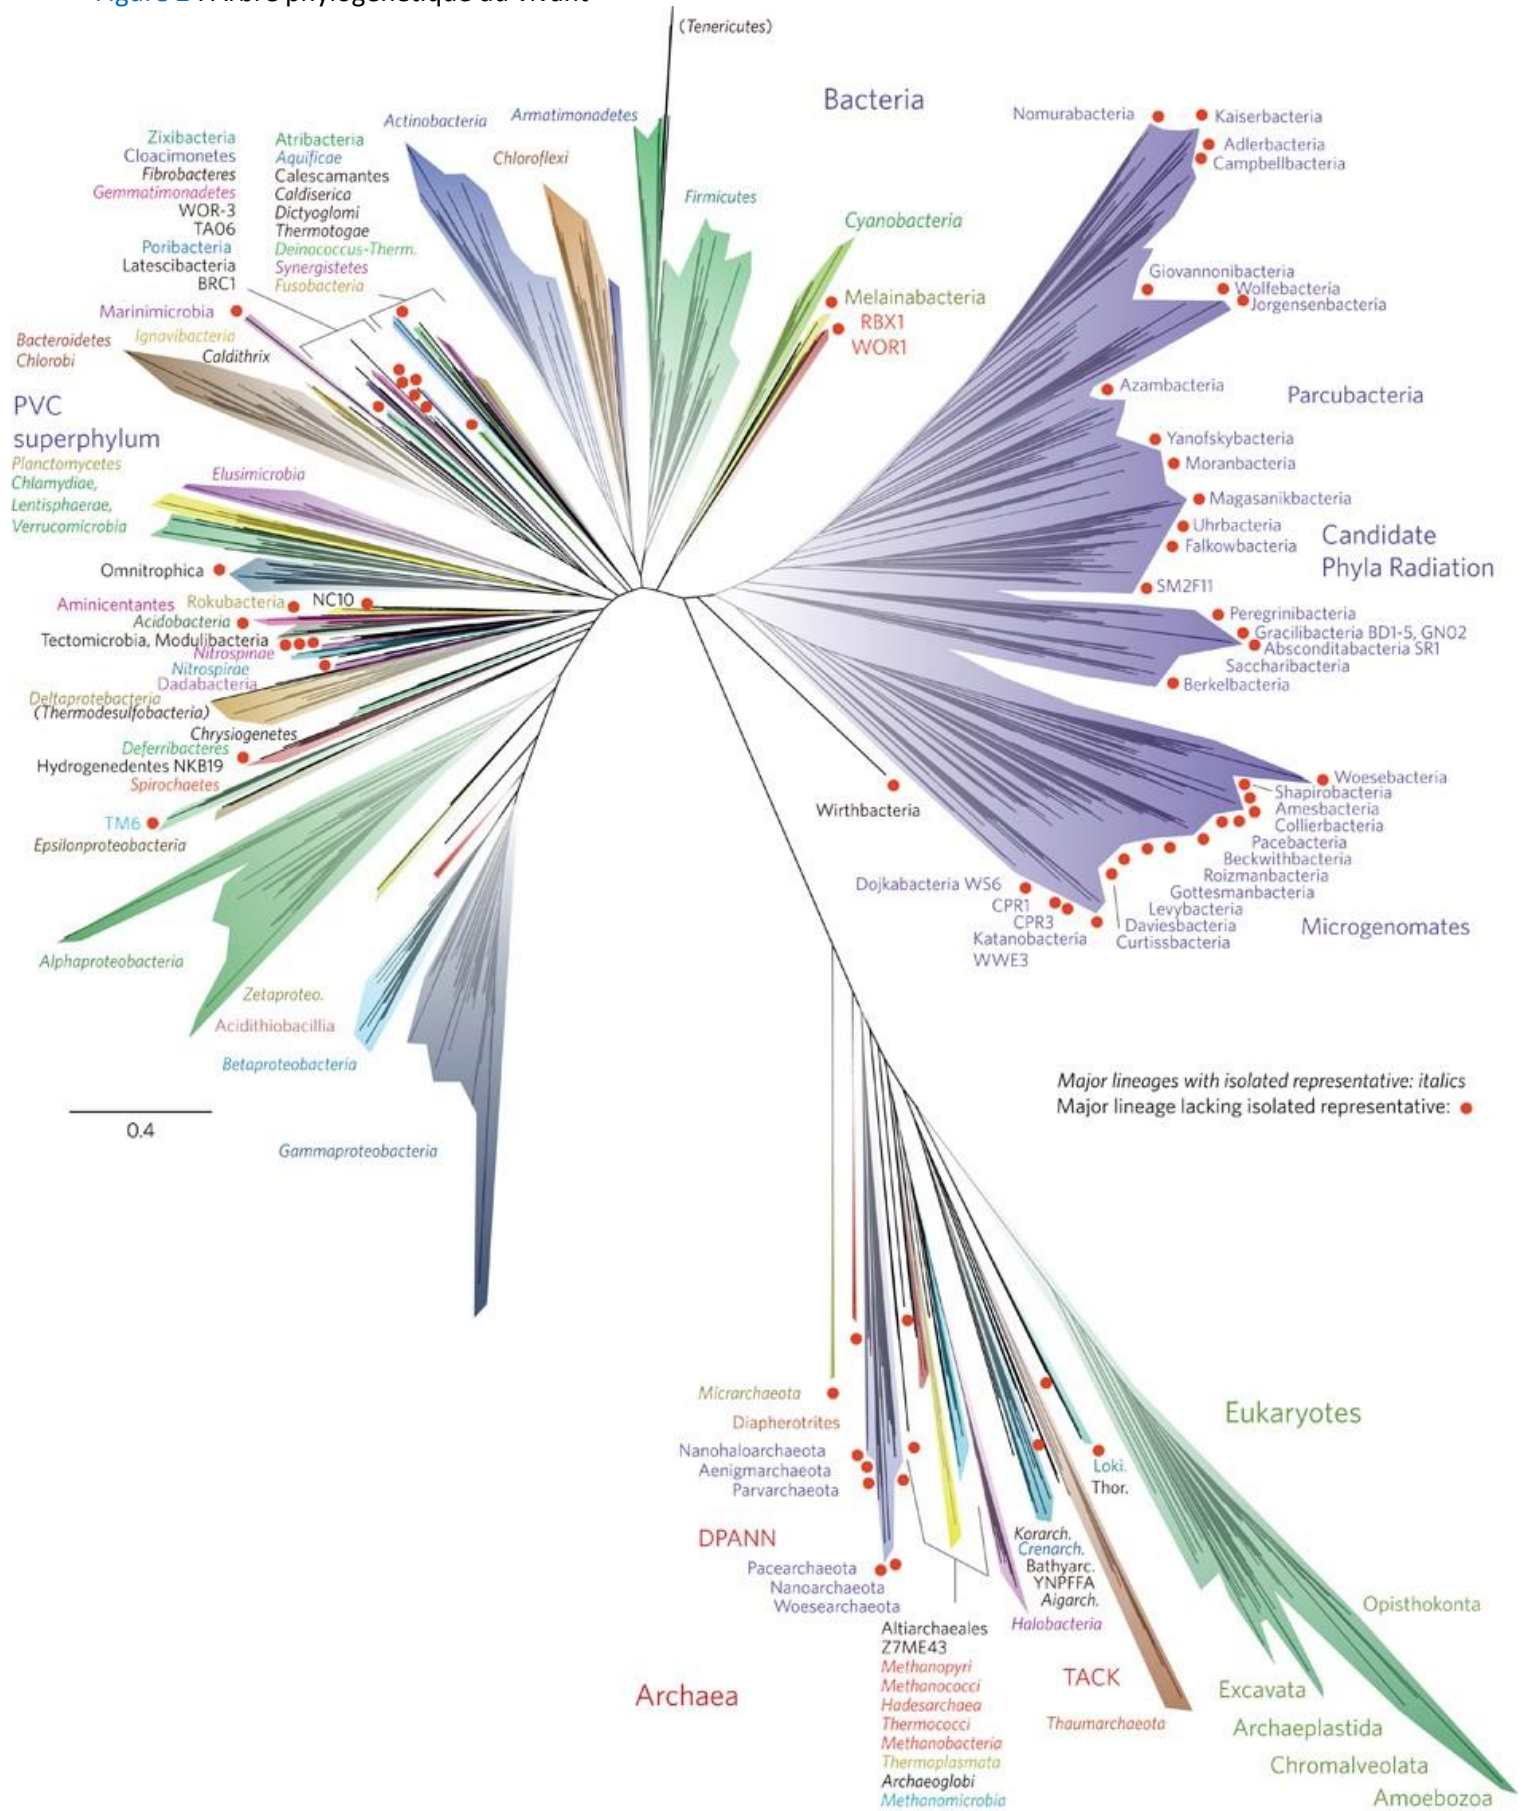 (Tenericutes)
Bacteria
Actinobacteria
Armatimonadetes
Chloroflexi
Firmicutes
Cyanobacteria
Melainabacteria
RBX1
WOR1
Zixibacteria
Cloacimonetes
Fibrobacteres
Gemmatimonadetes
WOR-3
TA06
Poribacteria
Latescibacteria
BRC1
Atribacteria
Aquificae
Calescamantes
Caldiserica
Dictyoglomi
Thermotogae
Deinococcus-Therm.
Synergistetes
Fusobacteria
Marinimicrobia
Bacteroidetes
Chlorobi
Ignavibacteria
Caldithrix
PVC
superphylum
Planctomycetes
Chlamydiae,
Lentisphaerae,
Verrucomicrobia
Elusimicrobia
Omnitrophica
Aminicentantes
Rokubacteria
NC10
Acidobacteria
Tectomicrobia, Modulibacteria
Nitrospinae
Nitrospirae
Dadabacteria
Deltaprotebacteria
(Thermodesulfobacteria)
Chrysiogenetes
Deferribacteres
Hydrogenedentes NKB19
Spirochaetes
TM6
Epsilonproteobacteria
Alphaproteobacteria
Zetaproteo.
Acidithiobacillia
Betaproteobacteria
Gammaproteobacteria
0.4
Nomurabacteria
Kaiserbacteria
Adlerbacteria
Campbellbacteria
Giovannonibacteria
Wolfebacteria
Jorgensenbacteria
Azambacteria
Parcubacteria
Yanofskybacteria
Moranbacteria
Magasanikbacteria
Uhrbacteria
Falkowbacteria
Candidate
Phyla Radiation
SM2F11
Peregrinibacteria
Gracilibacteria BD1-5, GN02
Absconditabacteria SR1
Saccharibacteria
Berkelbacteria
Woesebacteria
Shapirobacteria
Amesbacteria
Collierbacteria
Pacebacteria
Beckwithbacteria
Roizmanbacteria
Gottesmanbacteria
Levybacteria
Daviesbacteria
Curtissbacteria
Microgenomates
Wirthbacteria
Dojkabacteria WS6
CPR1
CPR3
Katanobacteria
WWE3
Major lineages with isolated representative: italics
Major lineage lacking isolated representative:
Micrarchaeota
Diapherotrites
Nanohaloarchaeota
Aenigmarchaeota
Parvarchaeota
DPANN
Pacearchaeota
Nanoarchaeota
Woesearchaeota
Altiarchaeales
Z7ME43
Methanopyri
Methanococci
Hadesarchaea
Thermococci
Methanobacteria
Thermoplasmata
Archaeoglobi
Methanomicrobia
Archaea
Halobacteria
Korarch.
Crenarch.
Bathyarc.
YNPFFA
Aigarch.
TACK
Thaumarchaeota
Loki.
Thor.
Eukaryotes
Opisthokonta
Excavata
Archaeplastida
Chromalveolata
Amoebozoa